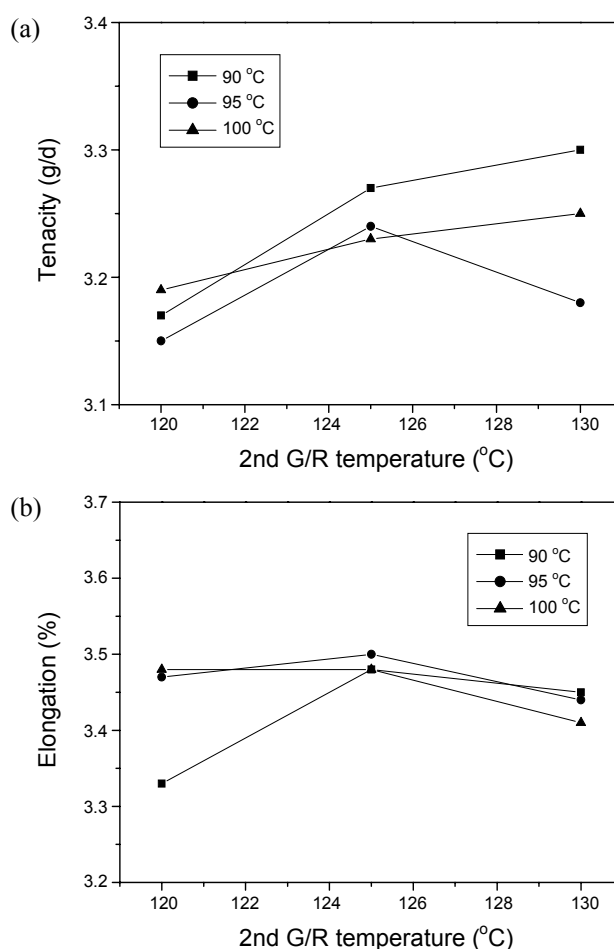 (a)
3.4
3.3
3.2
3.1
Tenacity (g/d)
90 °C
95 °C
100 °C
120 122 124 126 128 130
2nd G/R temperature (°C)
(b)
3.7
3.6
3.5
3.4
3.3
3.2
Elongation (%)
90 °C
95 °C
100 °C
120 122 124 126 128 130
2nd G/R temperature (°C)